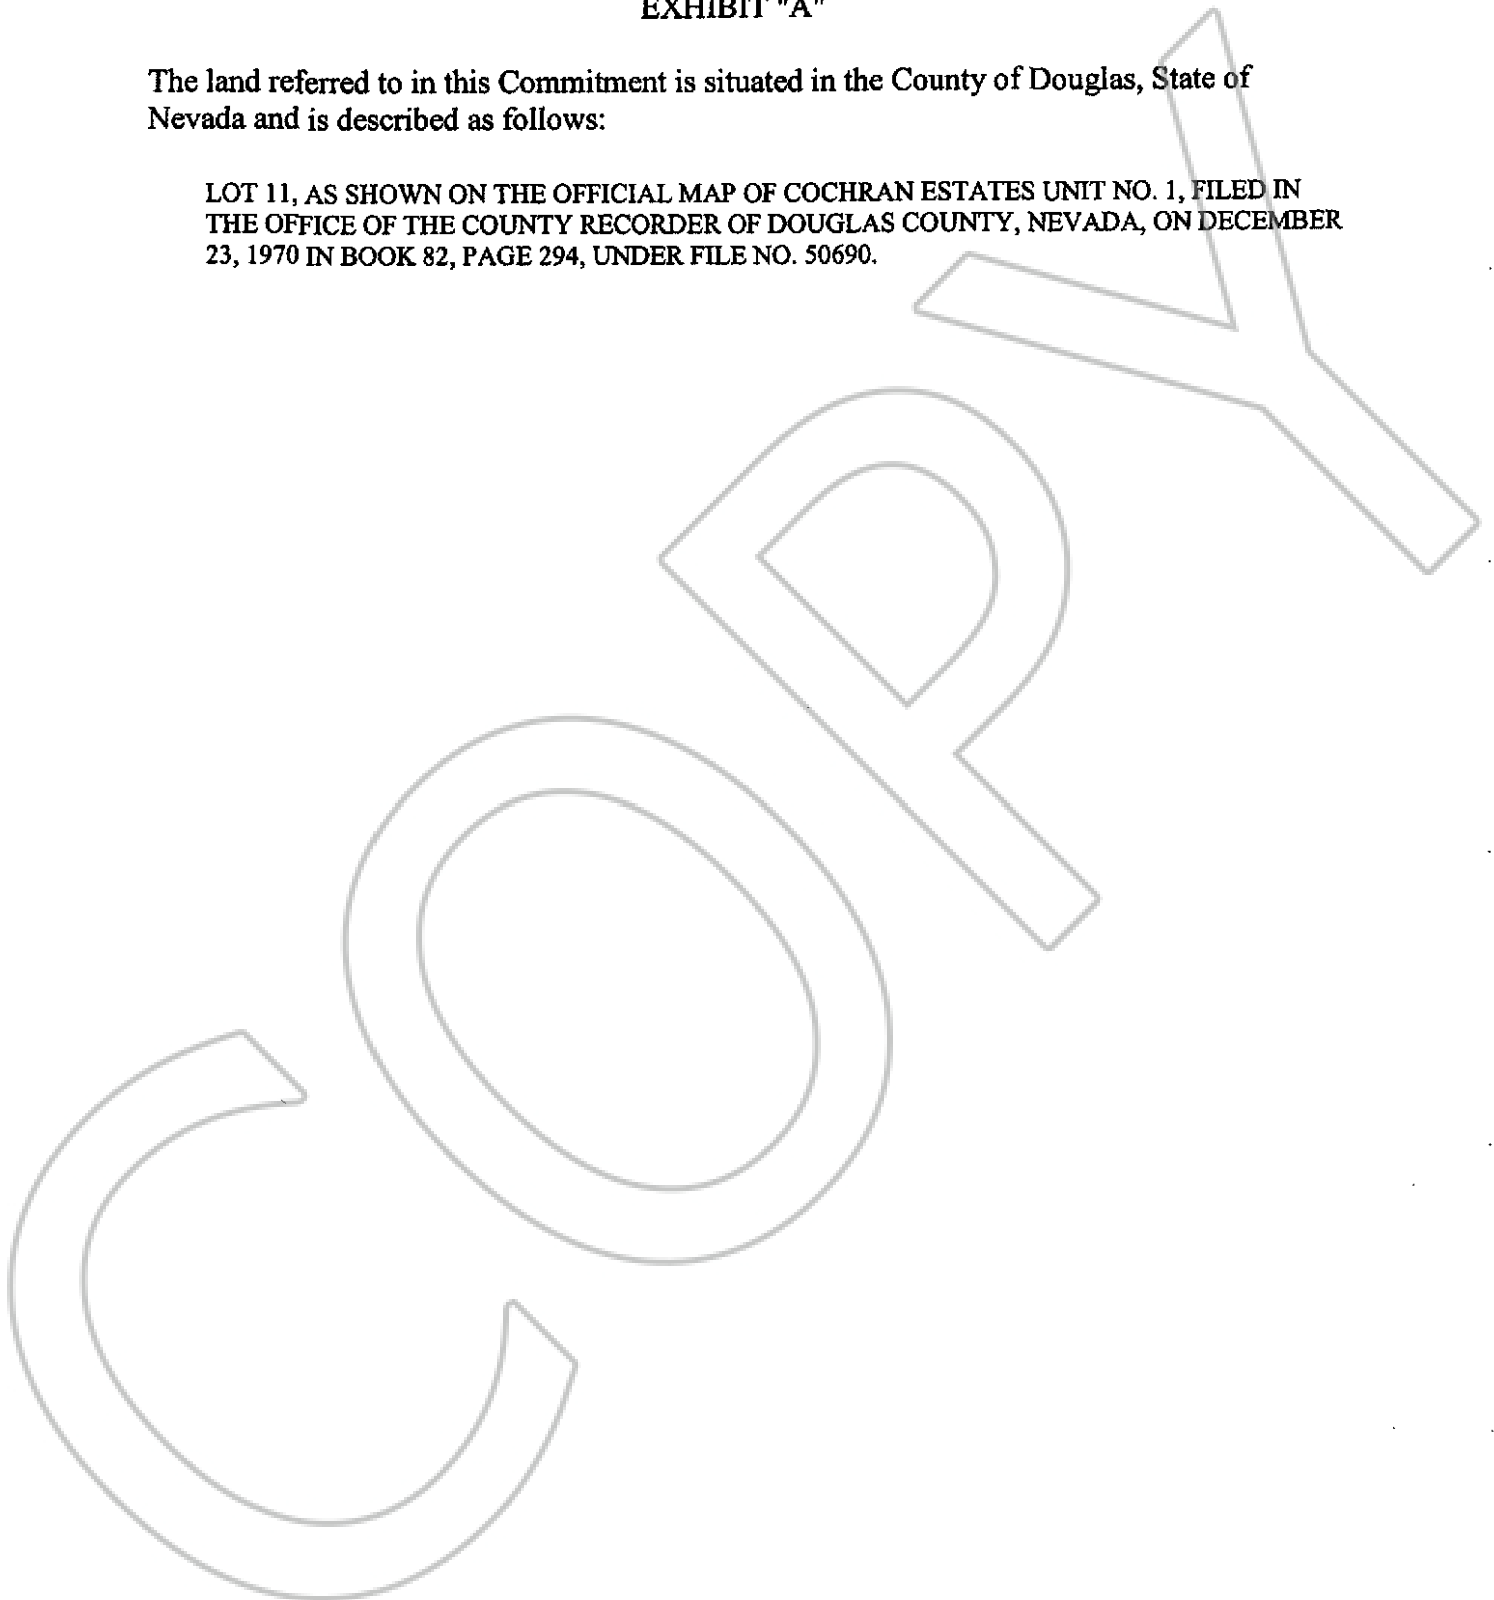 EXHIBIT "A"
The land referred to in this Commitment is situated in the County of Douglas, State of
Nevada and is described as follows:
LOT 11, AS SHOWN ON THE OFFICIAL MAP OF COCHRAN ESTATES UNIT NO. 1, FILED IN
THE OFFICE OF THE COUNTY RECORDER OF DOUGLAS COUNTY, NEVADA, ON DECEMBER
23, 1970 IN BOOK 82, PAGE 294, UNDER FILE NO. 50690.
COPY